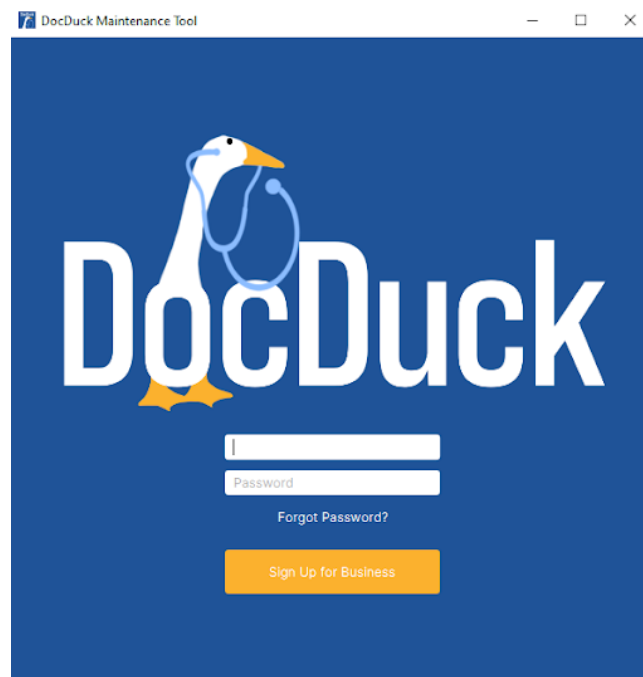 DocDuck Maintenance Tool
DocDuck
Password
Forgot Password?
Sign Up for Business